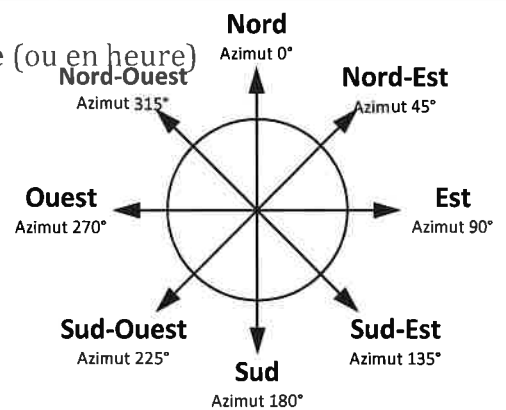 Nord
e (ou en heure)
Azimut 0°
Nord-Ouest
Azimut 315°
Nord-Est
Azimut 45°
Ouest
Azimut 270°
Est
Azimut 90°
Sud-Ouest
Azimut 225°
Sud-Est
Azimut 135°
Sud
Azimut 180°